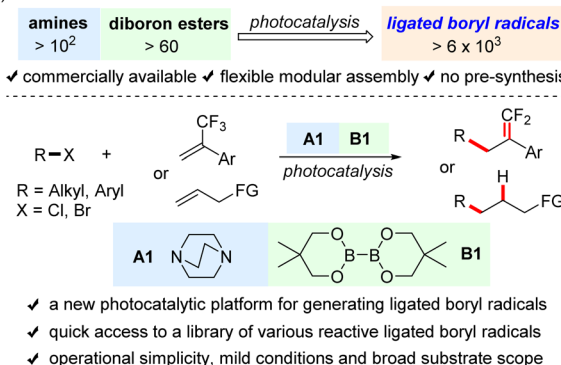 )
amines diboron esters photocatalysis ligated boryl radicals
> 10² > 60 > 6 x 10³
✓ commercially available ✓ flexible modular assembly ✓ no pre-synthesis
R–X + CF₃ Ar A1 B1 R CF₂ Ar
or photocatalysis or
R = Alkyl, Aryl FG R H FG
X = Cl, Br
A1 N N O O B–B O O B1
✓ a new photocatalytic platform for generating ligated boryl radicals
✓ quick access to a library of various reactive ligated boryl radicals
✓ operational simplicity, mild conditions and broad substrate scope